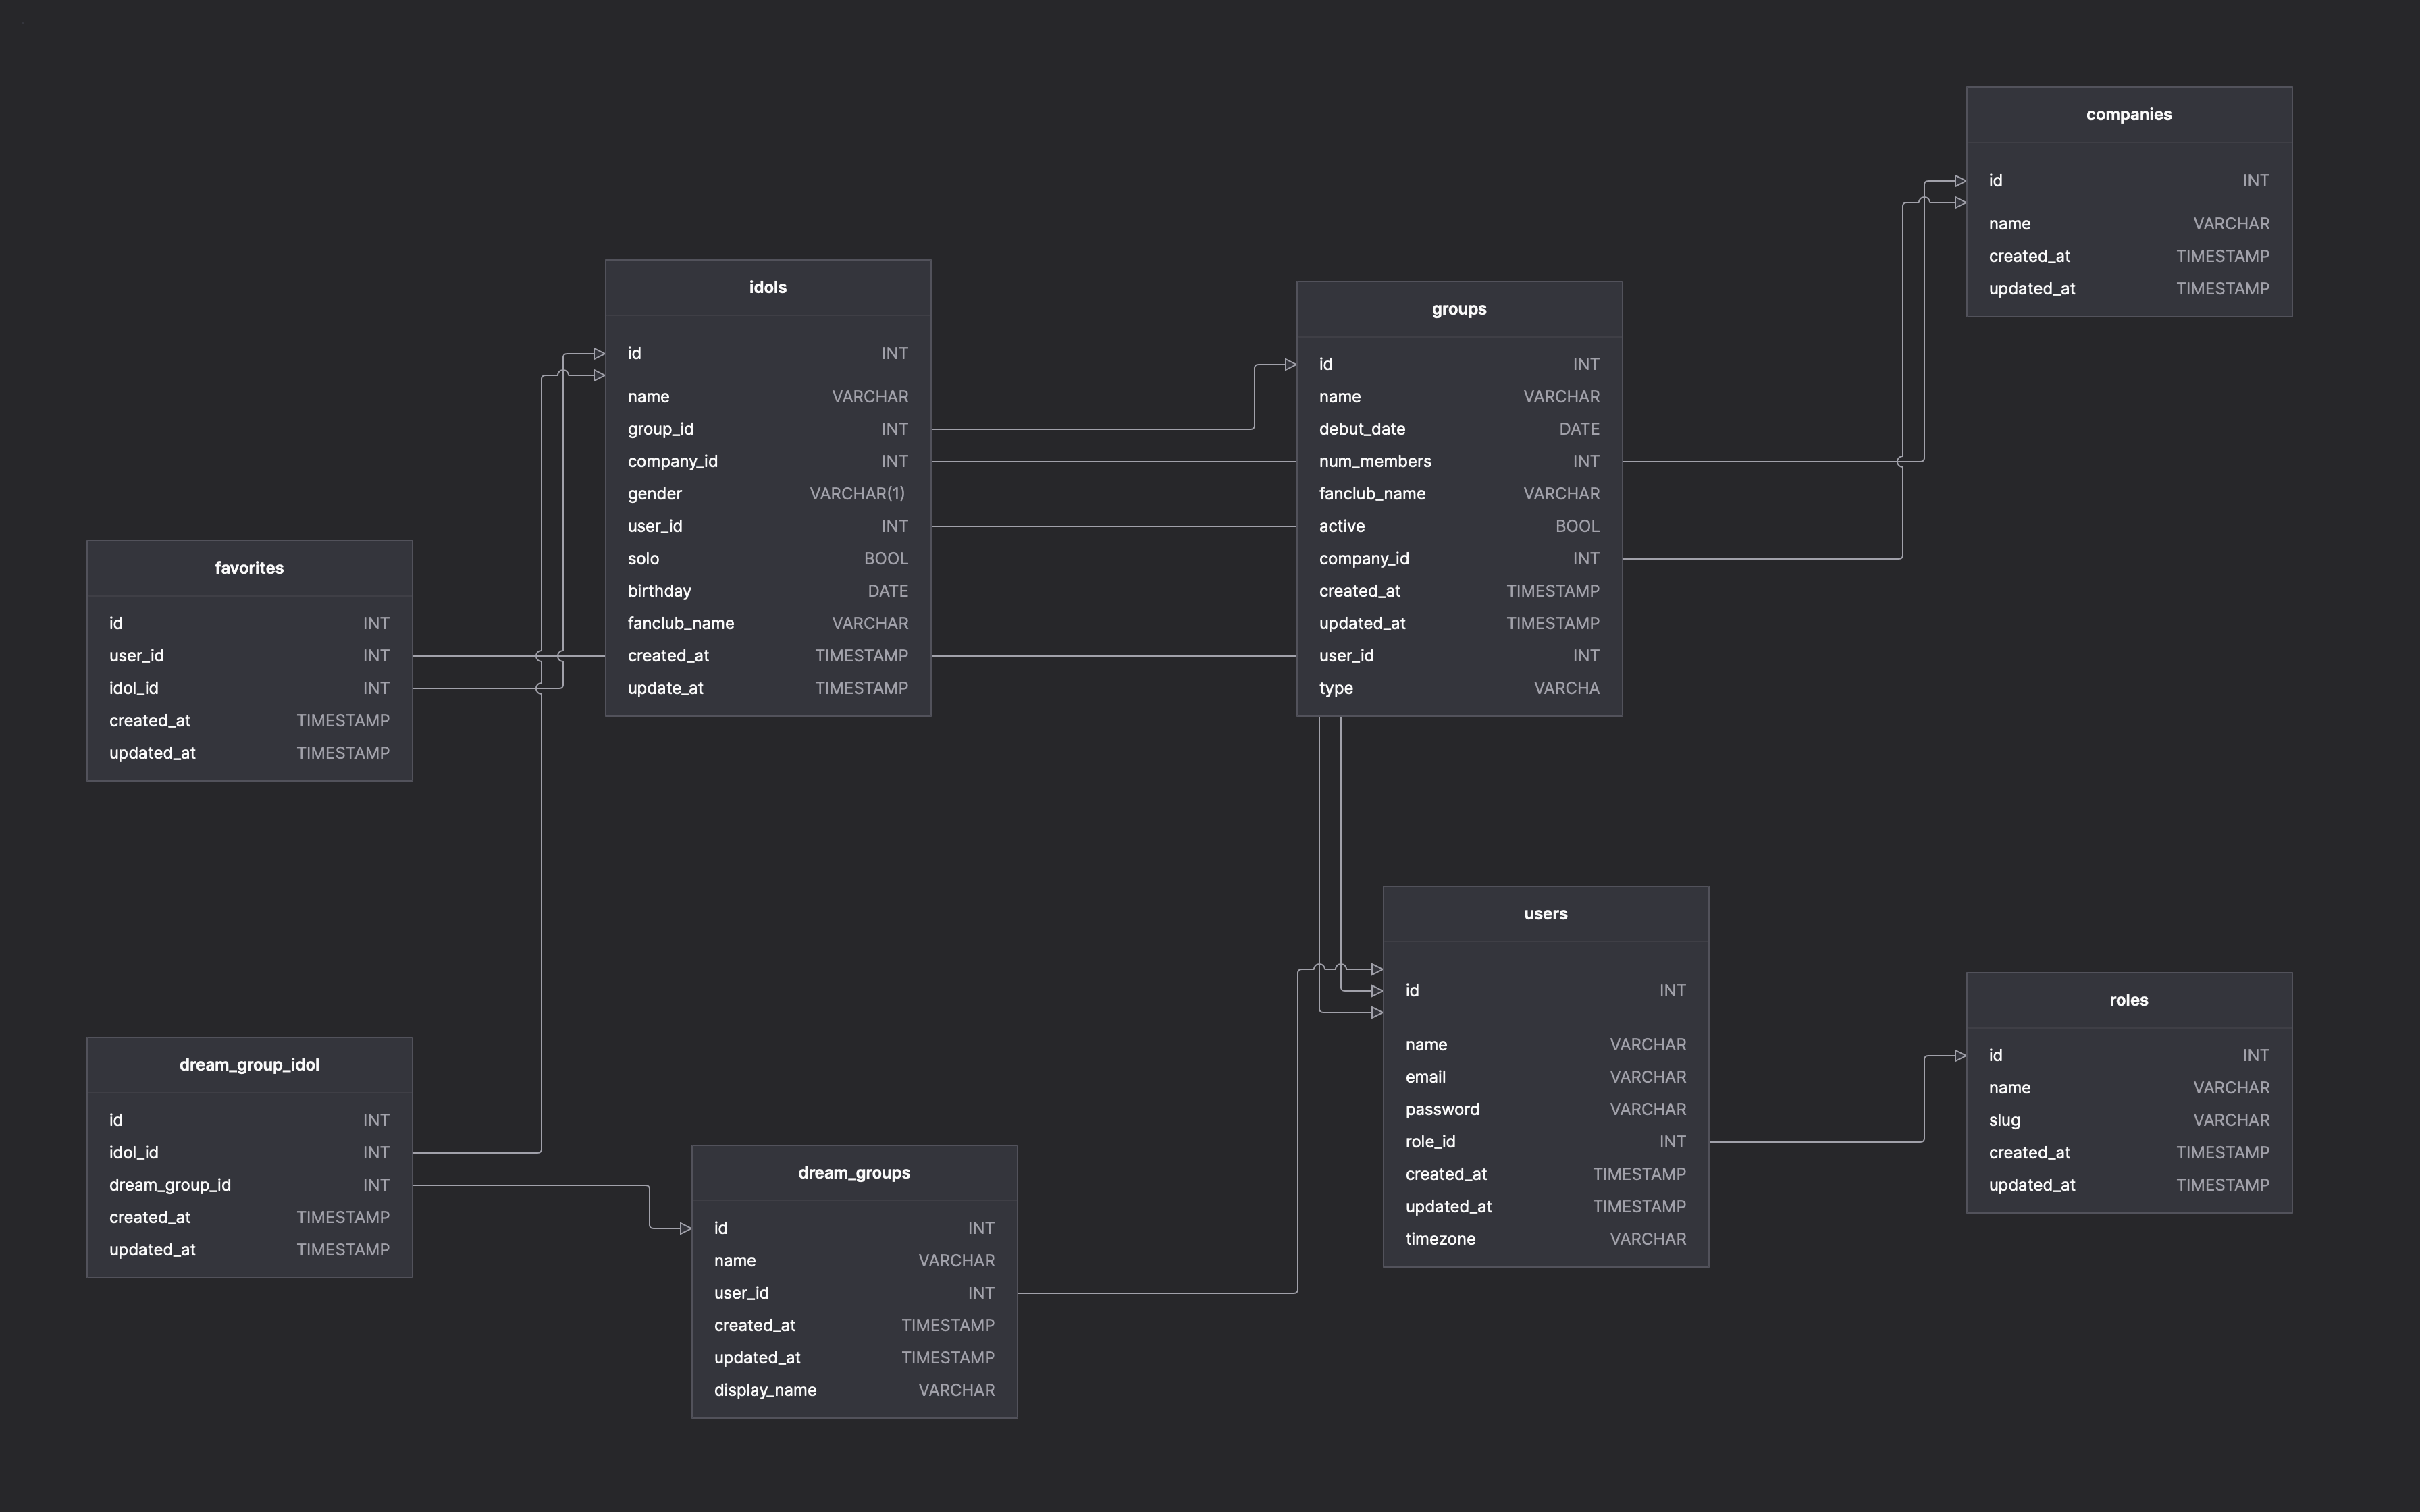 companies
id INT
name VARCHAR
created_at TIMESTAMP
updated_at TIMESTAMP
idols
id INT
name VARCHAR
group_id INT
company_id INT
gender VARCHAR(1)
user_id INT
solo BOOL
birthday DATE
fanclub_name VARCHAR
created_at TIMESTAMP
update_at TIMESTAMP
groups
id INT
name VARCHAR
debut_date DATE
num_members INT
fanclub_name VARCHAR
active BOOL
company_id INT
created_at TIMESTAMP
updated_at TIMESTAMP
user_id INT
type VARCHA
favorites
id INT
user_id INT
idol_id INT
created_at TIMESTAMP
updated_at TIMESTAMP
users
id INT
name VARCHAR
email VARCHAR
password VARCHAR
role_id INT
created_at TIMESTAMP
updated_at TIMESTAMP
timezone VARCHAR
roles
id INT
name VARCHAR
slug VARCHAR
created_at TIMESTAMP
updated_at TIMESTAMP
dream_group_idol
id INT
idol_id INT
dream_group_id INT
created_at TIMESTAMP
updated_at TIMESTAMP
dream_groups
id INT
name VARCHAR
user_id INT
created_at TIMESTAMP
updated_at TIMESTAMP
display_name VARCHAR